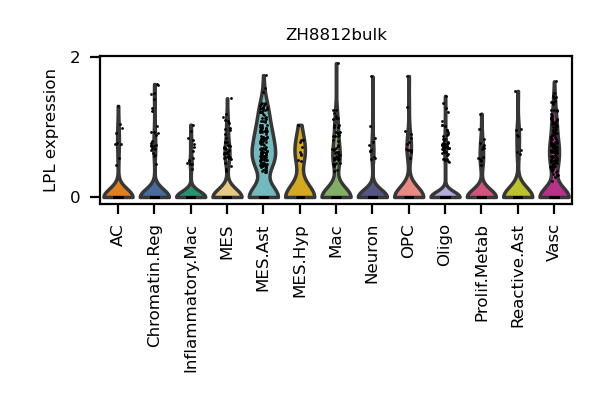 ZH8812bulk
LPL expression
2
0
AC
Chromatin.Reg
Inflammatory.Mac
MES
MES.Ast
MES.Hyp
Mac
Neuron
OPC
Oligo
Prolif.Metab
Reactive.Ast
Vasc